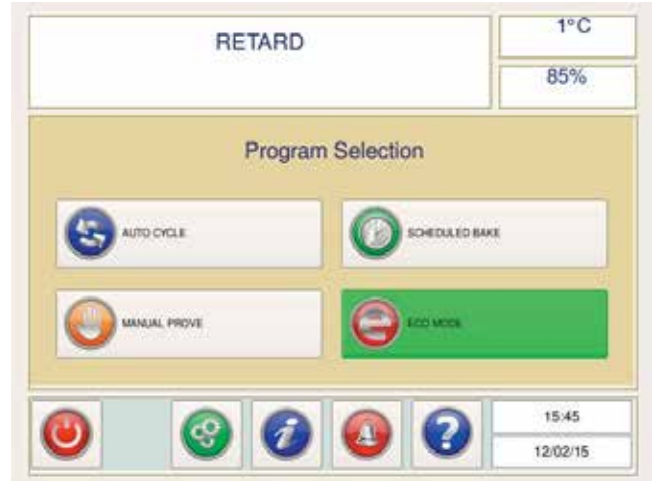 RETARD
1°C
85%
Program Selection
AUTO CYCLE
SCHEDULED BAKE
MANUAL PROVE
ECO MODE
15:45
12/02/15